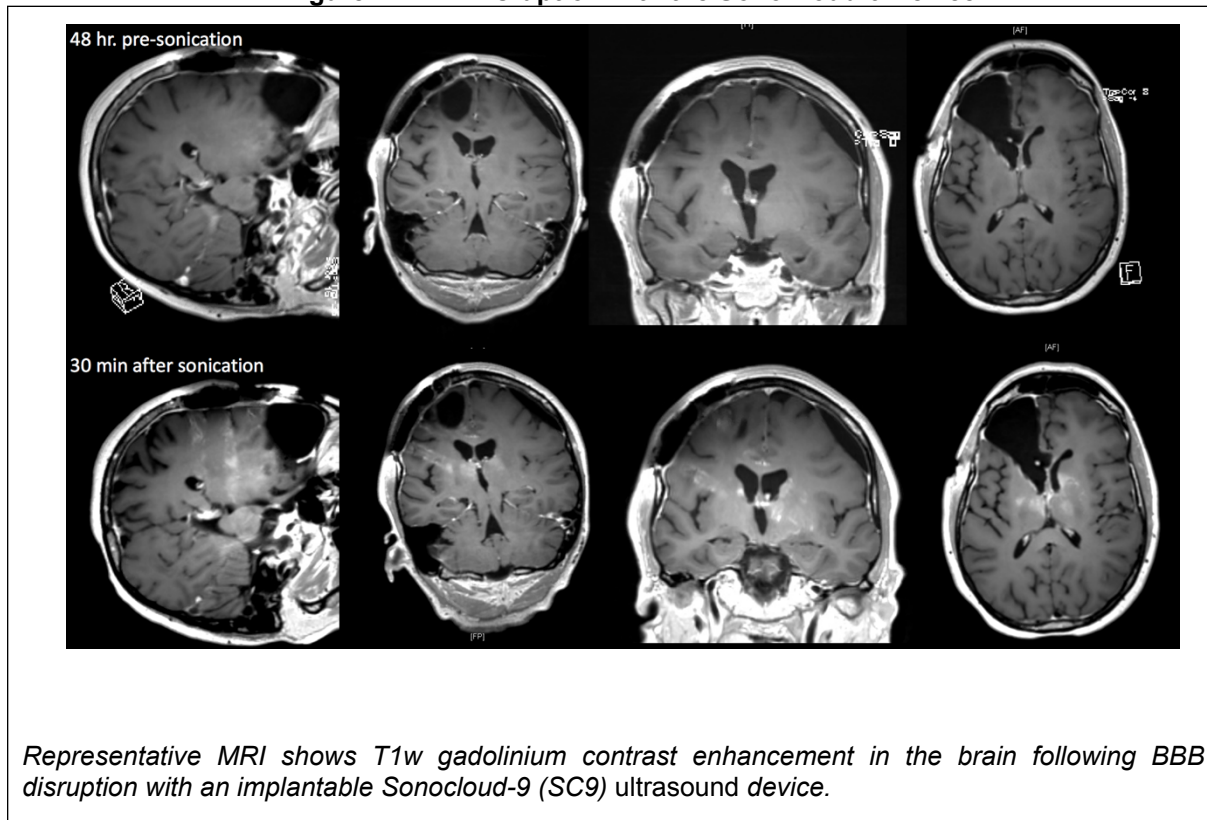 48 hr. pre-sonication
[AF]
F
30 min after sonication
[AF]
[FP]
Representative MRI shows T1w gadolinium contrast enhancement in the brain following BBB
disruption with an implantable Sonocloud-9 (SC9) ultrasound device.